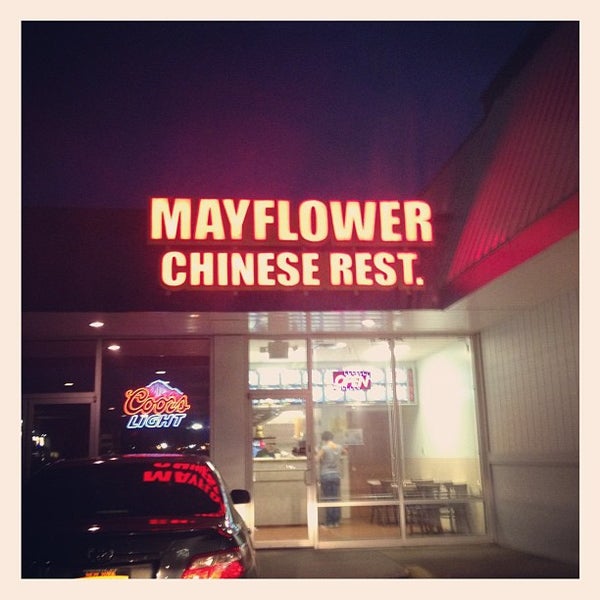 MAYFLOWER
CHINESE REST.
OPEN
Coors
LIGHT